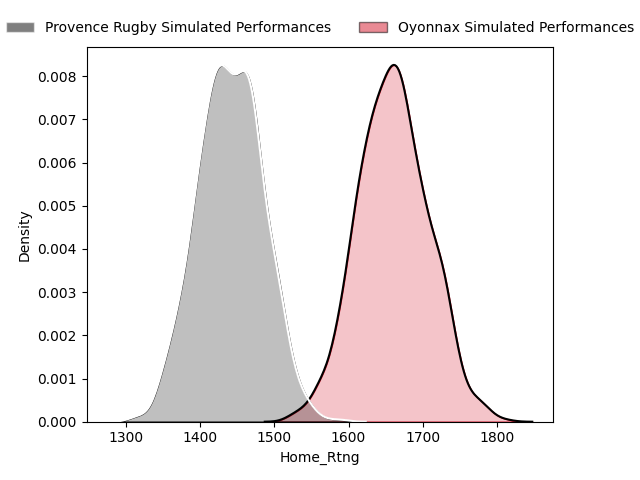 Provence Rugby Simulated Performances
Oyonnax Simulated Performances
0.008
0.007
0.006
0.005
0.004
0.003
0.002
0.001
0.000
Density
1300 1400 1500 1600 1700 1800
Home_Rtng